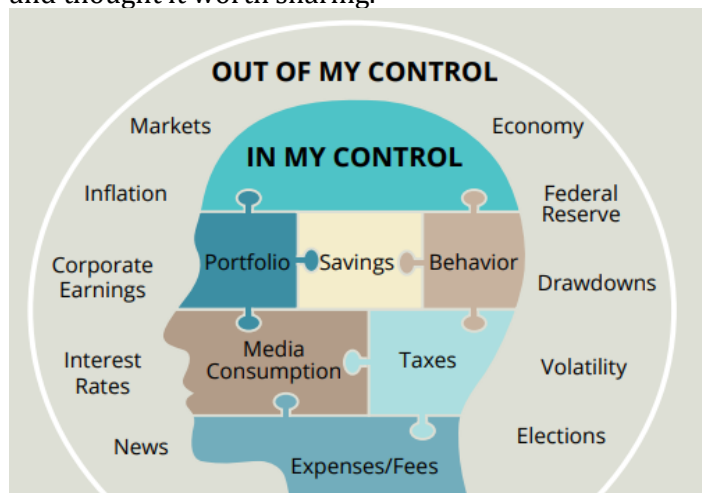 and thought it worth sharing.
OUT OF MY CONTROL
Markets
Economy
IN MY CONTROL
Inflation
Federal
Reserve
Portfolio
Savings
Behavior
Corporate
Earnings
Drawdowns
Media
Consumption
Taxes
Interest
Rates
Volatility
News
Elections
Expenses/Fees